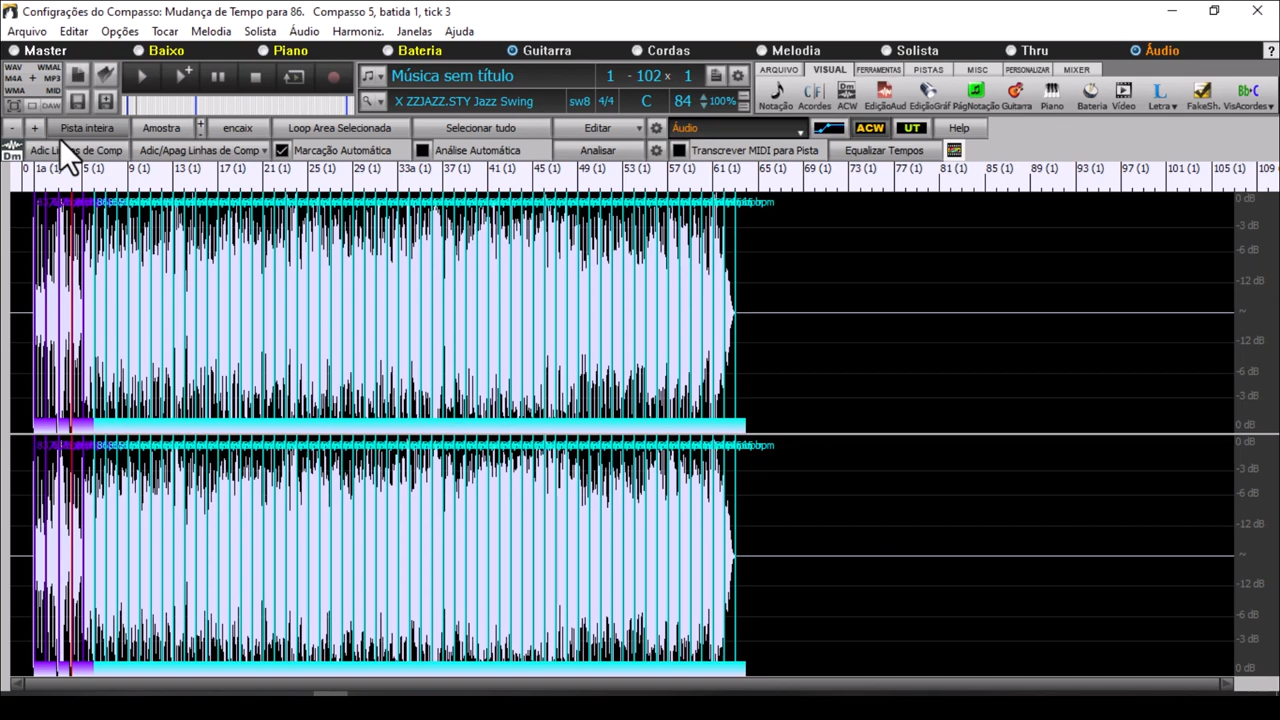 Configrações do Compasso: Mudança de Tempo para 86.   Compasso 5, batida 1, tick 3
Arquivo Editar Opções Tocar Melodia Solista Áudio Harmoniz. Janelas Ajuda
Master Baixo Piano Bateria Guitarra Cordas Melodia Solista Thru Áudio ?
WAV WMAL M4A + MP3 WMA MID
DAW
Música sem título 1 - 102 x 1
X ZZJAZZ.STY Jazz Swing sw8 4/4 C 84 100%
ARQUIVO VISUAL FERRAMENTAS PISTAS MISC PERSONALIZAR MIXER
Notação Acordes ACW EdiçãoAud EdiçãoGráf PágNotação Guitarra Piano Bateria Vídeo Letra FakeSh. VisAcordes
- + Pista inteira Amostra + - encaix Loop Area Selecionada Selecionar tudo Editar Áudio ACW UT Help
Dm Adic Linhas de Comp Adic/Apag Linhas de Comp Marcação Automática Análise Automática Analisar Transcrever MIDI para Pista Equalizar Tempos
0 1a (1) 5 (1) 9 (1) 13 (1) 17 (1) 21 (1) 25 (1) 29 (1) 33a (1) 37 (1) 41 (1) 45 (1) 49 (1) 53 (1) 57 (1) 61 (1) 65 (1) 69 (1) 73 (1) 77 (1) 81 (1) 85 (1) 89 (1) 93 (1) 97 (1) 101 (1) 105 (1) 109
0 dB
-3 dB
-6 dB
-12 dB
-12 dB
-6 dB
-3 dB
0 dB
0 dB
-3 dB
-6 dB
-12 dB
-12 dB
-6 dB
-3 dB
0 dB